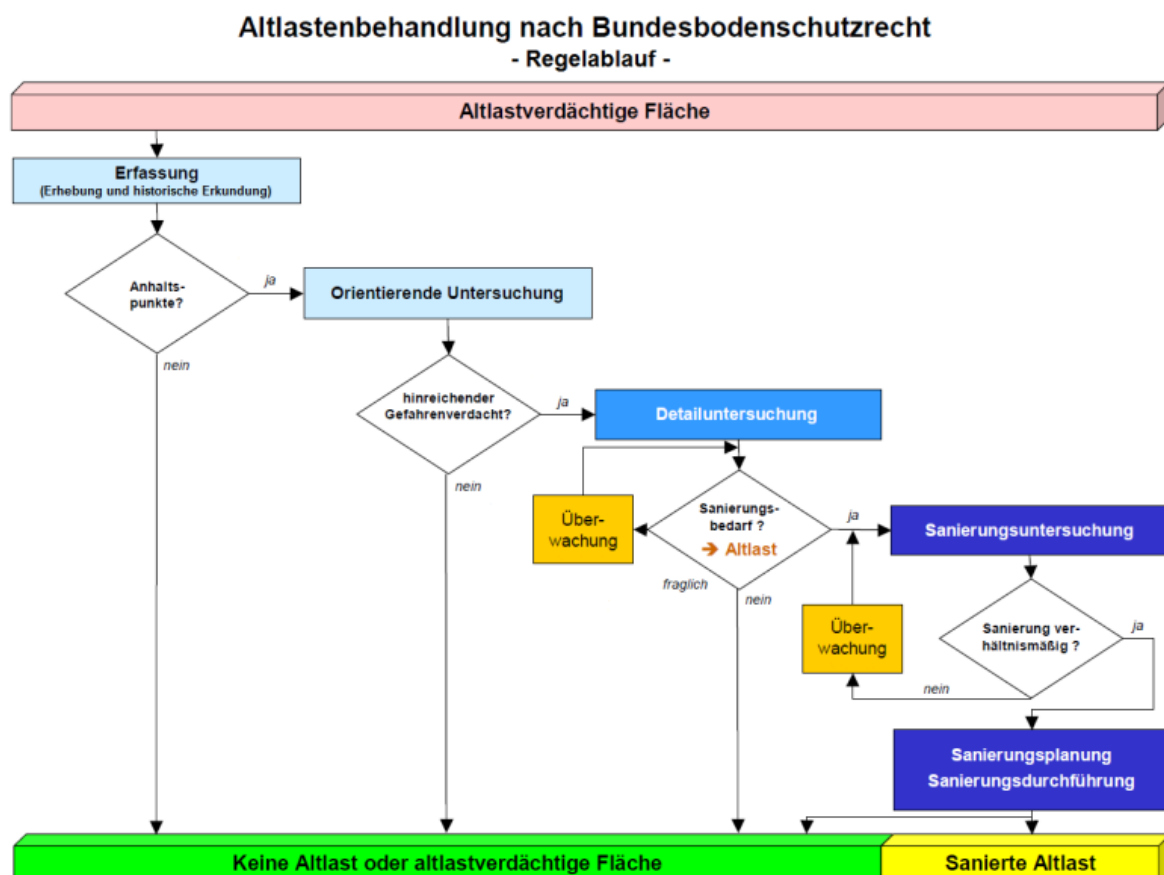 Altlastenbehandlung nach Bundesbodenschutzrecht
- Regelablauf -
Altlastverdächtige Fläche
Erfassung
(Erhebung und historische Erkundung)
Anhalts-
punkte?
ja
nein
Orientierende Untersuchung
hinreichender
Gefahrenverdacht?
ja
nein
Detailuntersuchung
Über-
wachung
Sanierungs-
bedarf ?
➔ Altlast
ja
fraglich
nein
Sanierungsuntersuchung
Über-
wachung
Sanierung ver-
hältnismäßig ?
ja
nein
Sanierungsplanung
Sanierungsdurchführung
Keine Altlast oder altlastverdächtige Fläche
Sanierte Altlast